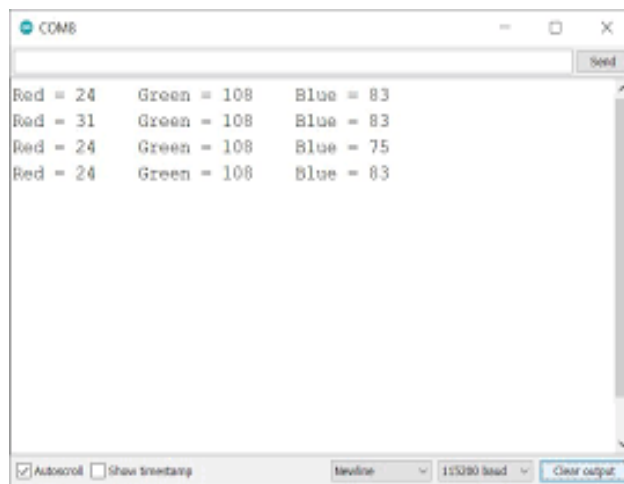 COM8
Send
Red = 24 Green = 108 Blue = 83
Red = 31 Green = 108 Blue = 83
Red = 24 Green = 108 Blue = 75
Red = 24 Green = 108 Blue = 83
Autoscroll Show timestamp Newline 115200 baud Clear output